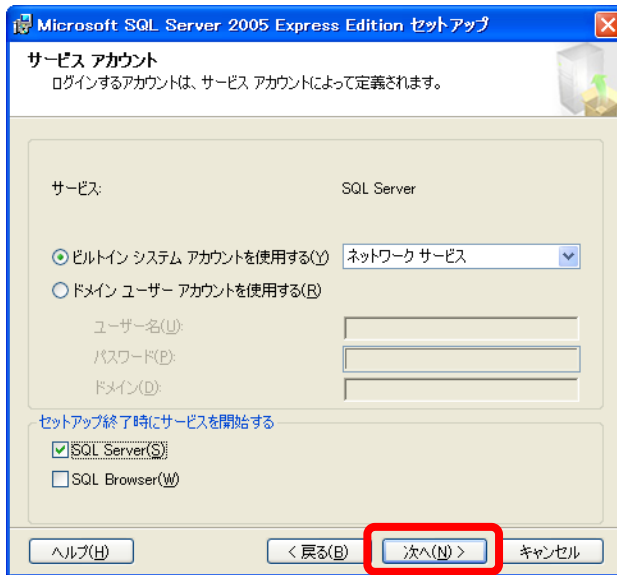 Microsoft SQL Server 2005 Express Edition セットアップ
サービス アカウント
ログインするアカウントは、サービス アカウントによって定義されます。
サービス: SQL Server
ビルトイン システム アカウントを使用する(Y) ネットワーク サービス
ドメイン ユーザー アカウントを使用する(R)
ユーザー名(U):
パスワード(P):
ドメイン(D):
セットアップ終了時にサービスを開始する
SQL Server(S)
SQL Browser(W)
ヘルプ(H) < 戻る(B) 次へ(N) > キャンセル